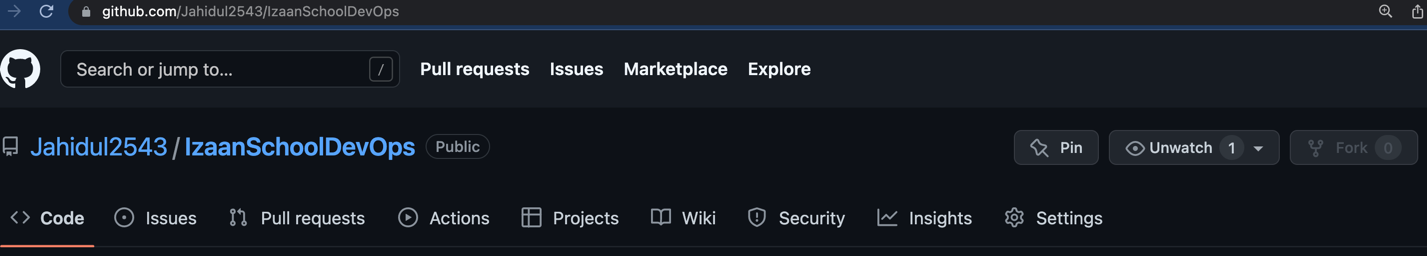 github.com/Jahidul2543/IzaanSchoolDevOps
Search or jump to... / Pull requests Issues Marketplace Explore
Jahidul2543/IzaanSchoolDevOps Public Pin Unwatch 1 Fork 0
Code Issues Pull requests Actions Projects Wiki Security Insights Settings